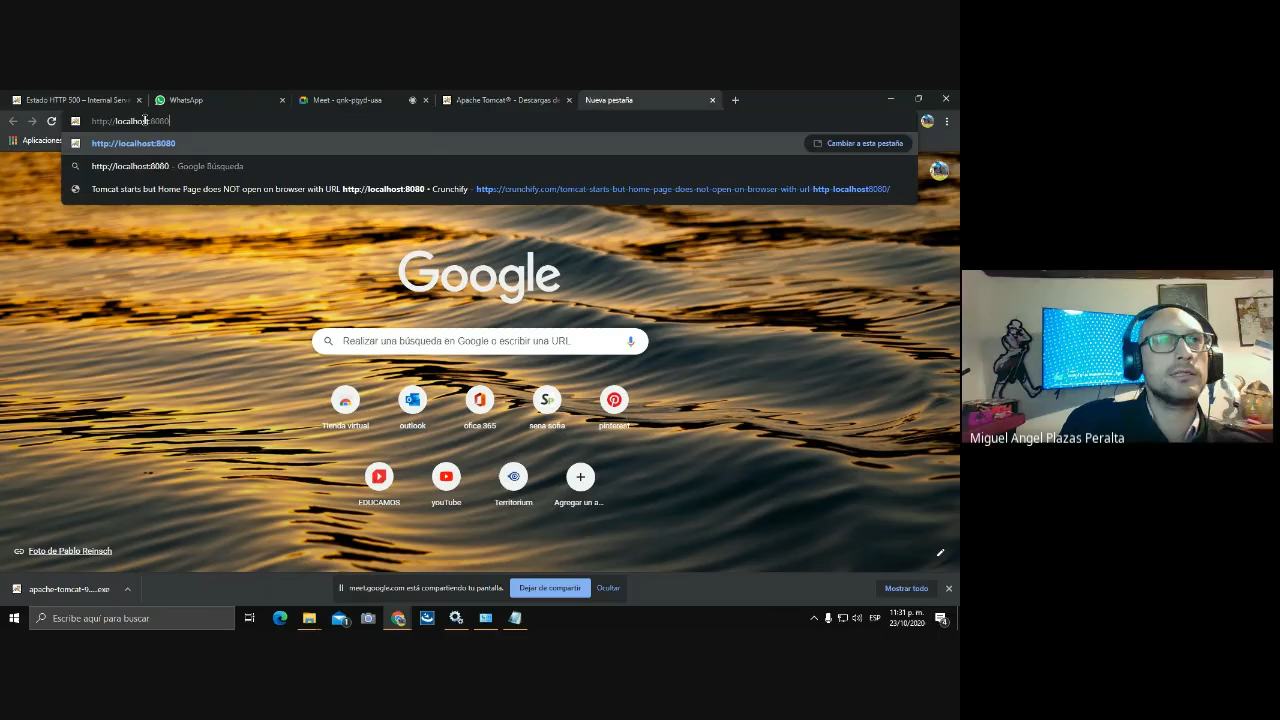 Estado HTTP 500 – Internal Serv
WhatsApp
Meet - qnk-pgyd-uaa
Apache Tomcat® - Descargas de
Nueva pestaña
http://localhost:8080
Aplicaciones
http://localhost:8080
Cambiar a esta pestaña
http://localhost:8080 - Google Búsqueda
Tomcat starts but Home Page does NOT open on browser with URL http://localhost:8080 • Crunchify - https://crunchify.com/tomcat-starts-but-home-page-does-not-open-on-browser-with-url-http-localhost8080/
Google
Realizar una búsqueda en Google o escribir una URL
Tienda virtual
outlook
ofice 365
sena sofia
pinterest
EDUCAMOS
youTube
Territorium
Agregar un a...
Foto de Pablo Reinsch
apache-tomcat-9....exe
meet.google.com está compartiendo tu pantalla.
Dejar de compartir
Ocultar
Mostrar todo
Escribe aquí para buscar
ESP
11:31 p. m.
23/10/2020
Miguel Angel Plazas Peralta